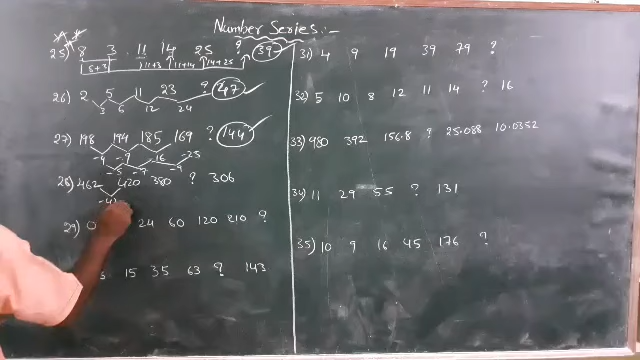 Number Series:-
25) 8 3 11 14 25 ? 39
8+3 11+3 11+14 14+25
26) 2 5 11 23 ? 47
3 6 12 24
27) 198 194 185 169 ? 144
-4 -9 16 -25
-5 -7 -9
28) 462 420 380 ? 306
-4
29) 0 24 60 120 210 ?
15 35 63 ? 143
31) 4 9 19 39 79 ?
32) 5 10 8 12 11 14 ? 16
33) 980 392 156.8 ? 25.088 10.0352
34) 11 29 55 ? 131
35) 10 9 16 45 176 ?